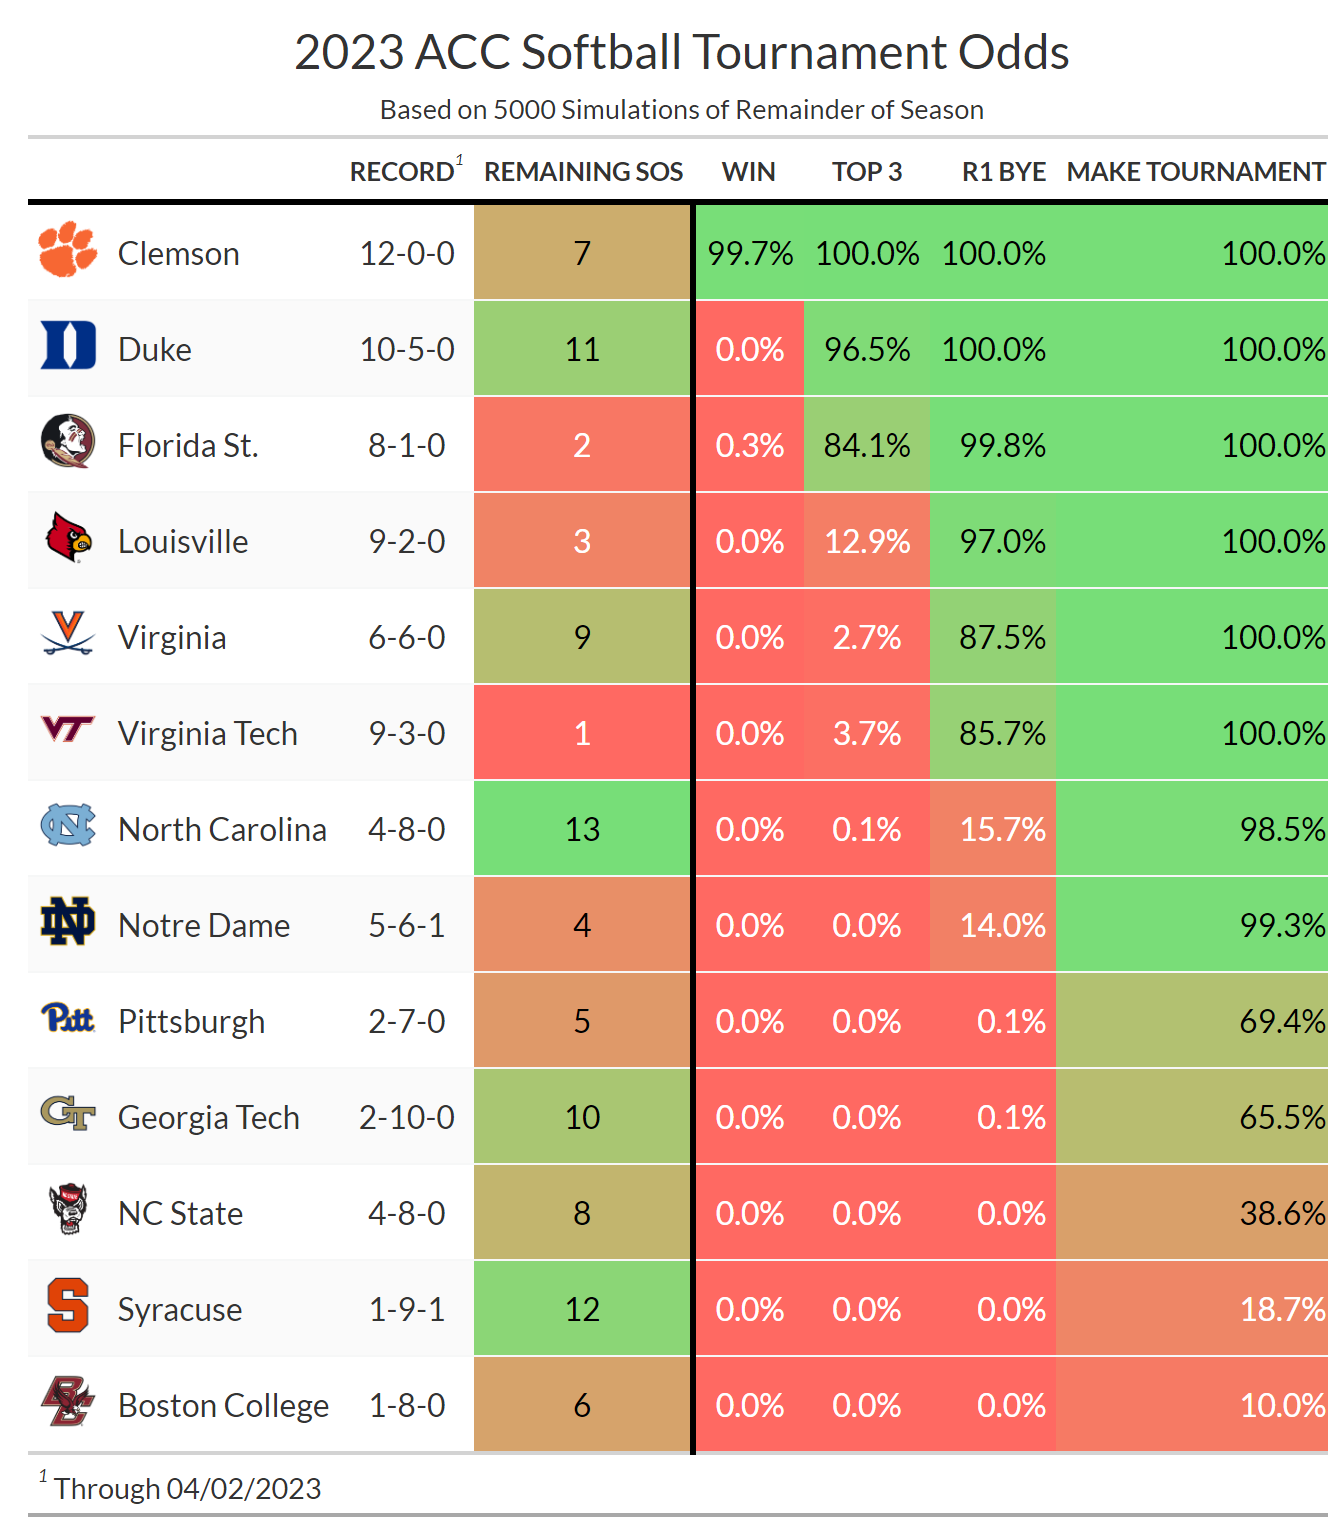 2023 ACC Softball Tournament Odds
Based on 5000 Simulations of Remainder of Season
RECORD1 REMAINING SOS WIN TOP 3 R1 BYE MAKE TOURNAMENT
Clemson 12-0-0 7 99.7% 100.0% 100.0% 100.0%
D Duke 10-5-0 11 0.0% 96.5% 100.0% 100.0%
Florida St. 8-1-0 2 0.3% 84.1% 99.8% 100.0%
Louisville 9-2-0 3 0.0% 12.9% 97.0% 100.0%
V Virginia 6-6-0 9 0.0% 2.7% 87.5% 100.0%
VT Virginia Tech 9-3-0 1 0.0% 3.7% 85.7% 100.0%
NC North Carolina 4-8-0 13 0.0% 0.1% 15.7% 98.5%
ND Notre Dame 5-6-1 4 0.0% 0.0% 14.0% 99.3%
Pitt Pittsburgh 2-7-0 5 0.0% 0.0% 0.1% 69.4%
GT Georgia Tech 2-10-0 10 0.0% 0.0% 0.1% 65.5%
NC State 4-8-0 8 0.0% 0.0% 0.0% 38.6%
S Syracuse 1-9-1 12 0.0% 0.0% 0.0% 18.7%
BC Boston College 1-8-0 6 0.0% 0.0% 0.0% 10.0%
1 Through 04/02/2023